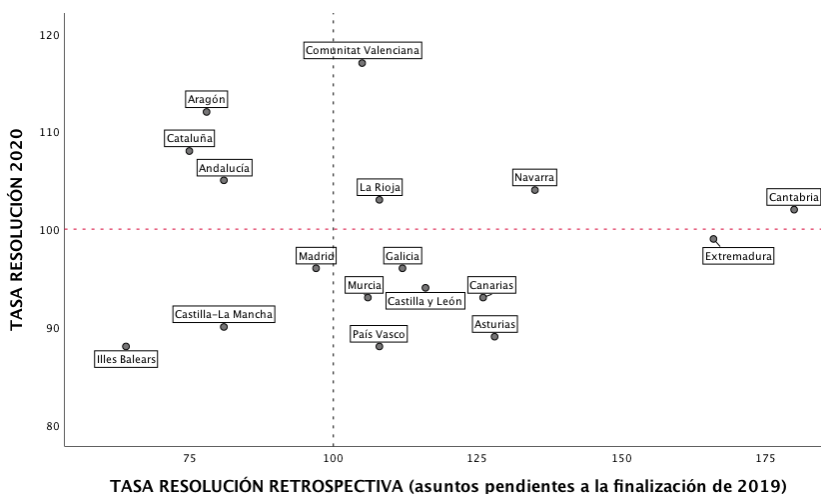 120
Comunitat Valenciana
Aragón
110
Cataluña
Andalucía
La Rioja
Navarra
Cantabria
100
Madrid
Galicia
Extremadura
Murcia
Canarias
Castilla y León
Castilla-La Mancha
Asturias
90
País Vasco
Illes Balears
80
TASA RESOLUCIÓN 2020
75
100
125
150
175
TASA RESOLUCIÓN RETROSPECTIVA (asuntos pendientes a la finalización de 2019)